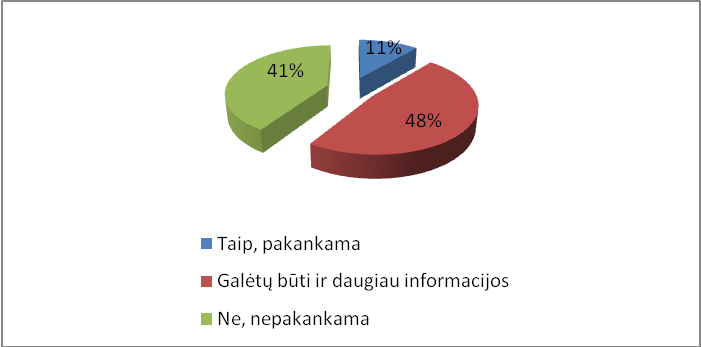 11%
41%
48%
Taip, pakankama
Galėtų būti ir daugiau informacijos
Ne, nepakankama